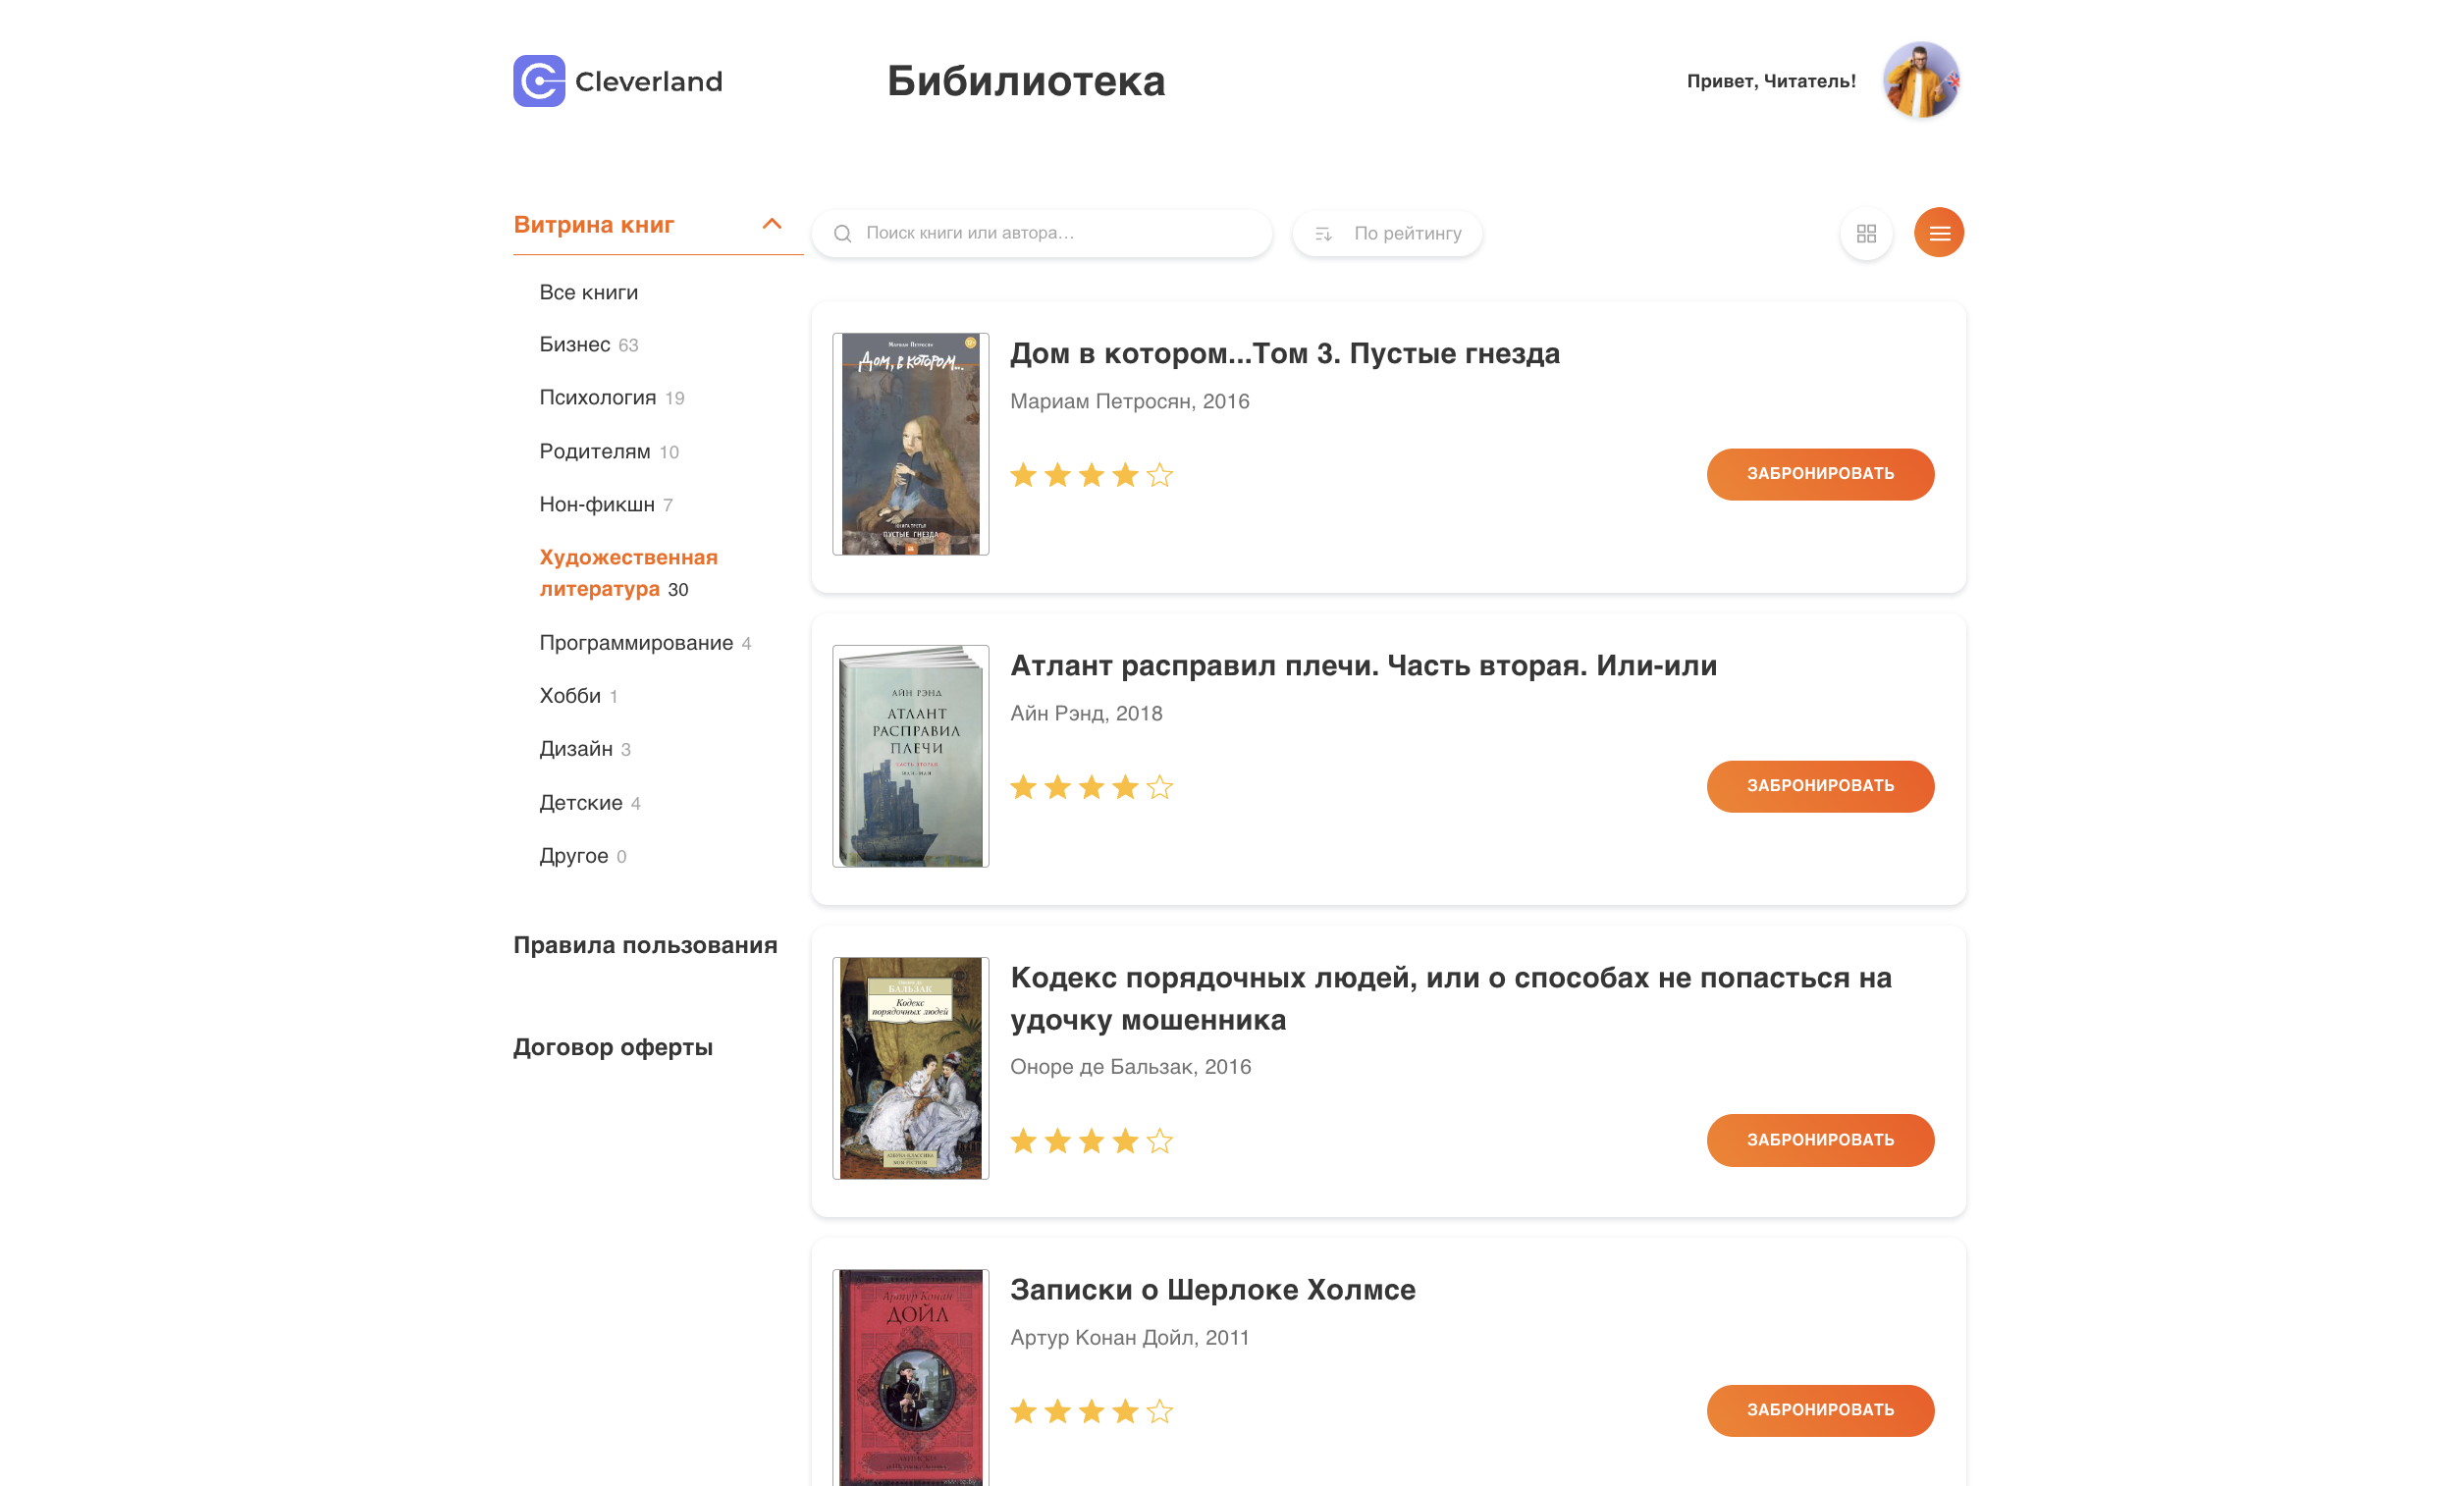 Cleverland
Бибилиотека
Привет, Читатель!
Витрина книг
Поиск книги или автора...
По рейтингу
Все книги
Бизнес 63
Психология 19
Родителям 10
Нон-фикшн 7
Художественная
литература 30
Программирование 4
Хобби 1
Дизайн 3
Детские 4
Другое 0
Правила пользования
Договор оферты
Мариам Петросян
Дом, в котором...
КНИГА ТРЕТЬЯ
ПУСТЫЕ ГНЕЗДА
Дом в котором...Том 3. Пустые гнезда
Мариам Петросян, 2016
ЗАБРОНИРОВАТЬ
АЙН РЭНД
АТЛАНТ
РАСПРАВИЛ
ПЛЕЧИ
ЧАСТЬ ВТОРАЯ
ИЛИ-ИЛИ
Атлант расправил плечи. Часть вторая. Или-или
Айн Рэнд, 2018
ЗАБРОНИРОВАТЬ
Оноре де
БАЛЬЗАК
Кодекс
порядочных людей
АЗБУКА-КЛАССИКА
Кодекс порядочных людей, или о способах не попасться на
удочку мошенника
Оноре де Бальзак, 2016
ЗАБРОНИРОВАТЬ
Артур Конан
ДОЙЛ
Записки о Шерлоке Холмсе
Артур Конан Дойл, 2011
ЗАБРОНИРОВАТЬ